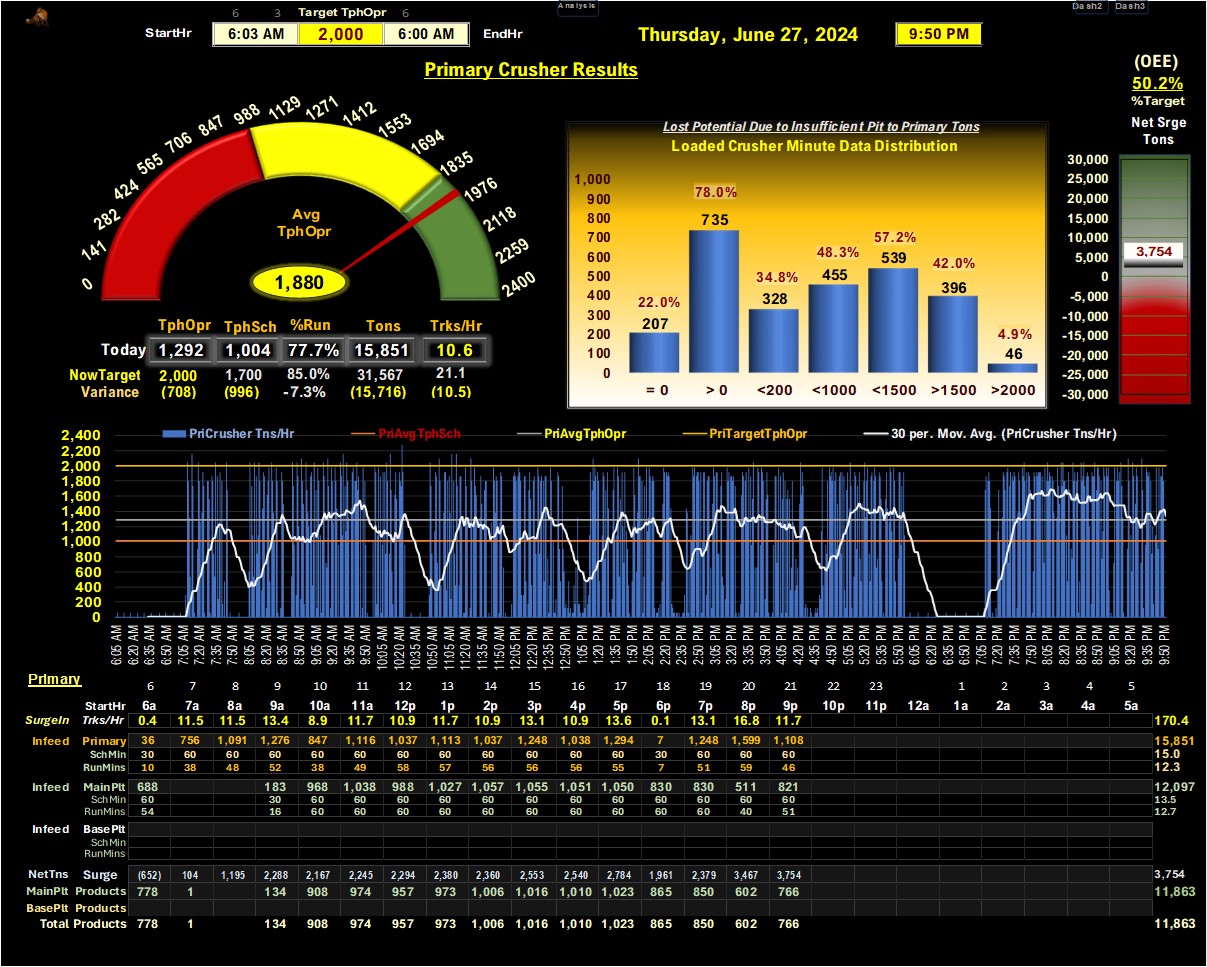 Analysis
Dash2 Dash3
6 3 Target TphOpr 6
StartHr 6:03 AM 2,000 6:00 AM EndHr
Thursday, June 27, 2024 9:50 PM
Primary Crusher Results
(OEE)
50.2%
%Target
Net Srge
Tons
0 141 282 424 565 706 847 988 1129 1271 1412 1553 1694 1835 1976 2118 2259 2400
Avg
TphOpr
1,880
TphOpr TphSch %Run Tons Trks/Hr
Today 1,292 1,004 77.7% 15,851 10.6
NowTarget 2,000 1,700 85.0% 31,567 21.1
Variance (708) (996) -7.3% (15,716) (10.5)
Lost Potential Due to Insufficient Pit to Primary Tons
Loaded Crusher Minute Data Distribution
1,000
900
800
700
600
500
400
300
200
100
0
22.0% 78.0% 34.8% 48.3% 57.2% 42.0% 4.9%
207 735 328 455 539 396 46
= 0 > 0 <200 <1000 <1500 >1500 >2000
30,000
25,000
20,000
15,000
10,000
5,000
0
-5,000
-10,000
-15,000
-20,000
-25,000
-30,000
3,754
PriCrusher Tns/Hr PriAvgTphSch PriAvgTphOpr PriTargetTphOpr 30 per. Mov. Avg. (PriCrusher Tns/Hr)
2,400
2,200
2,000
1,800
1,600
1,400
1,200
1,000
800
600
400
200
0
6:05 AM 6:20 AM 6:35 AM 6:50 AM 7:05 AM 7:20 AM 7:35 AM 7:50 AM 8:05 AM 8:20 AM 8:35 AM 8:50 AM 9:05 AM 9:20 AM 9:35 AM 9:50 AM 10:05 AM 10:20 AM 10:35 AM 10:50 AM 11:05 AM 11:20 AM 11:35 AM 11:50 AM 12:05 PM 12:20 PM 12:35 PM 12:50 PM 1:05 PM 1:20 PM 1:35 PM 1:50 PM 2:05 PM 2:20 PM 2:35 PM 2:50 PM 3:05 PM 3:20 PM 3:35 PM 3:50 PM 4:05 PM 4:20 PM 4:35 PM 4:50 PM 5:05 PM 5:20 PM 5:35 PM 5:50 PM 6:05 PM 6:20 PM 6:35 PM 6:50 PM 7:05 PM 7:20 PM 7:35 PM 7:50 PM 8:05 PM 8:20 PM 8:35 PM 8:50 PM 9:05 PM 9:20 PM 9:35 PM 9:50 PM
Primary
6 7 8 9 10 11 12 13 14 15 16 17 18 19 20 21 22 23 1 2 3 4 5
StartHr 6a 7a 8a 9a 10a 11a 12p 1p 2p 3p 4p 5p 6p 7p 8p 9p 10p 11p 12a 1a 2a 3a 4a 5a
SurgeIn Trks/Hr 0.4 11.5 11.5 13.4 8.9 11.7 10.9 11.7 10.9 13.1 10.9 13.6 0.1 13.1 16.8 11.7 170.4
Infeed Primary 36 756 1,091 1,276 847 1,116 1,037 1,113 1,037 1,248 1,038 1,294 7 1,248 1,599 1,108 15,851
SchMin 30 60 60 60 60 60 60 60 60 60 60 60 30 60 60 60 15.0
RunMins 10 38 48 52 38 49 58 57 56 56 56 55 7 51 59 46 12.3
Infeed MainPlt 688 183 968 1,038 988 1,027 1,057 1,055 1,051 1,050 830 830 511 821 12,097
SchMin 60 30 60 60 60 60 60 60 60 60 60 60 60 60 13.5
RunMins 54 16 60 60 60 60 60 60 60 60 60 60 40 51 12.7
Infeed BasePlt
SchMin
RunMins
NetTns Surge (652) 104 1,195 2,288 2,167 2,245 2,294 2,380 2,360 2,553 2,540 2,784 1,961 2,379 3,467 3,754 3,754
MainPlt Products 778 1 134 908 974 957 973 1,006 1,016 1,010 1,023 865 850 602 766 11,863
BasePlt Products
Total Products 778 1 134 908 974 957 973 1,006 1,016 1,010 1,023 865 850 602 766 11,863